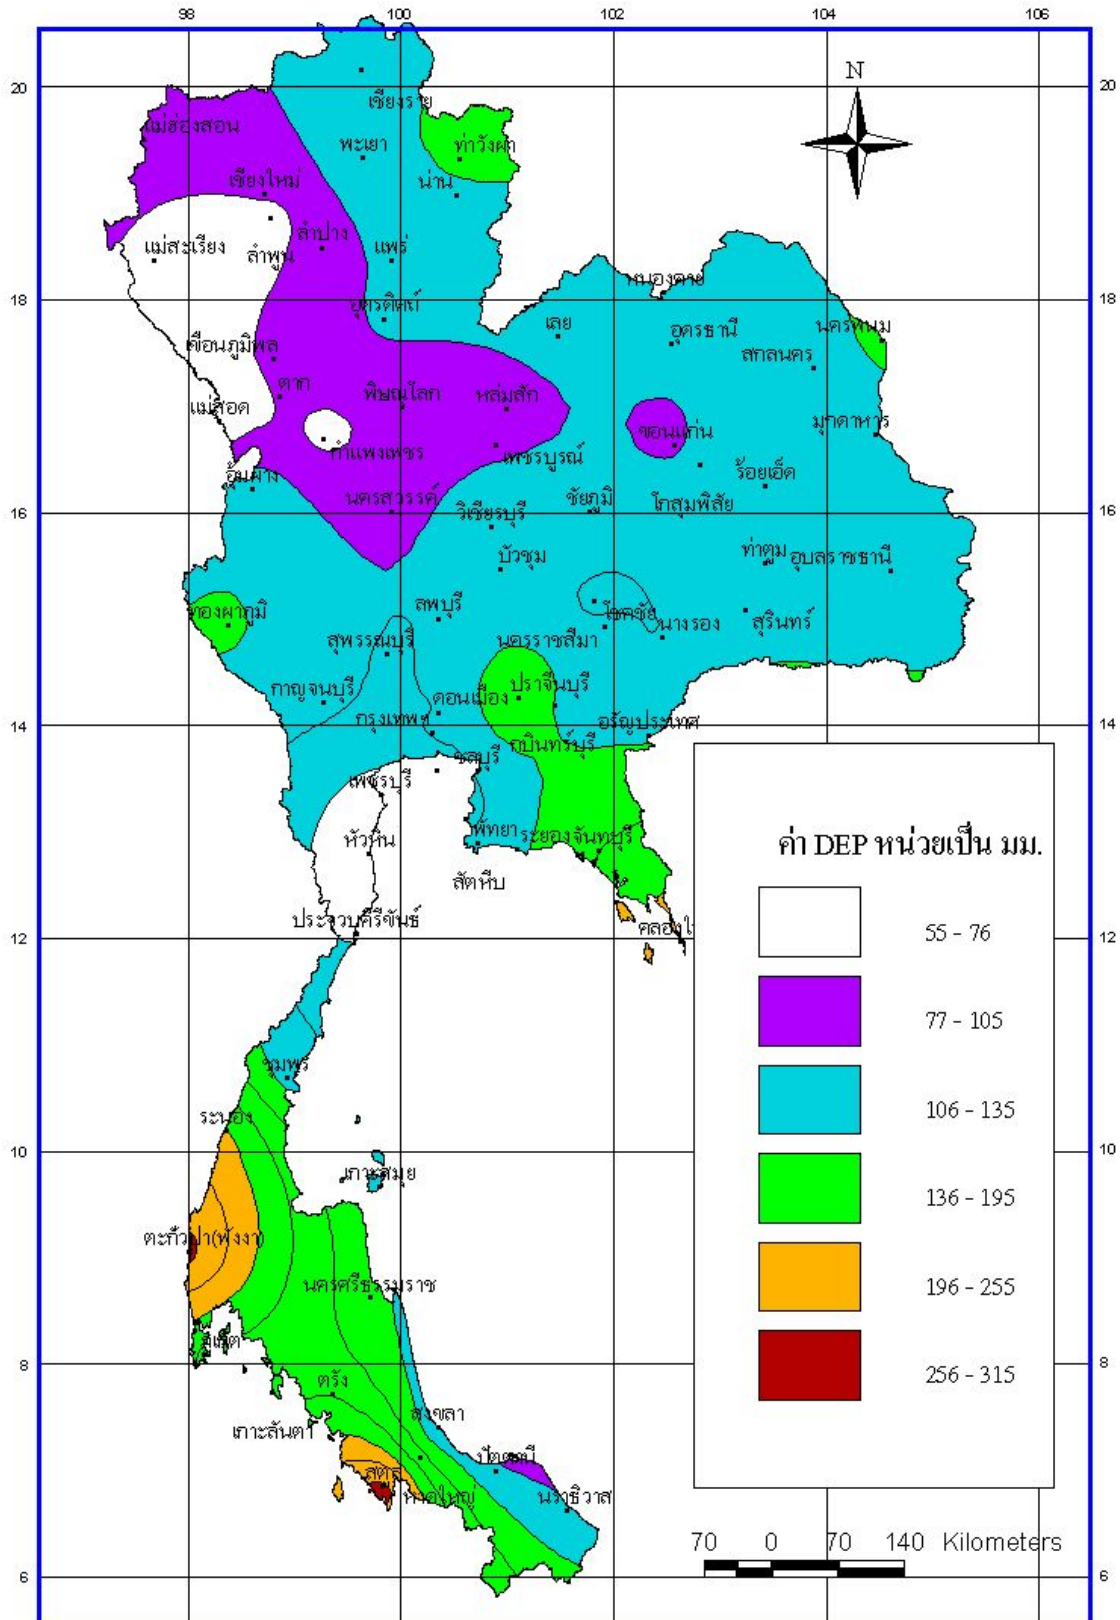 98 100 102 104 106
20 20
N
เชียงราย
แม่ฮ่องสอน
พะเยา
ท่าวังผา
เชียงใหม่
น่าน
ลำปาง
แม่สะเรียง
ลำพูน
แพร่
18 18
หนองคาย
อุตรดิตถ์
เลย
อุดรธานี
นครพนม
เขื่อนภูมิพล
สกลนคร
ตาก
พิษณุโลก
หล่มสัก
แม่สอด
มุกดาหาร
ขอนแก่น
กำแพงเพชร
เพชรบูรณ์
อุ้มผาง
ร้อยเอ็ด
นครสวรรค์
ชัยภูมิ
โกสุมพิสัย
วิเชียรบุรี
16 16
บัวชุม
ท่าตูม
อุบลราชธานี
ทองผาภูมิ
ลพบุรี
โชคชัย
นางรอง
สุรินทร์
สุพรรณบุรี
นครราชสีมา
กาญจนบุรี
ดอนเมือง
ปราจีนบุรี
กรุงเทพฯ
อรัญประเทศ
14 14
กบินทร์บุรี
ชลบุรี
เพชรบุรี
หัวหิน
พัทยา
ระยอง
จันทบุรี
สัตหีบ
ประจวบคีรีขันธ์
12 12
คลองใ
ชุมพร
ระนอง
10 10
เกาะสมุย
ตะกั่วป่า(พังงา)
นครศรีธรรมราช
ภูเก็ต
8 8
ตรัง
เกาะลันตา
สงขลา
ปัตตานี
สตูล
หาดใหญ่
นราธิวาส
6 6
ค่า DEP หน่วยเป็น มม.
55 - 76
77 - 105
106 - 135
136 - 195
196 - 255
256 - 315
70 0 70 140 Kilometers